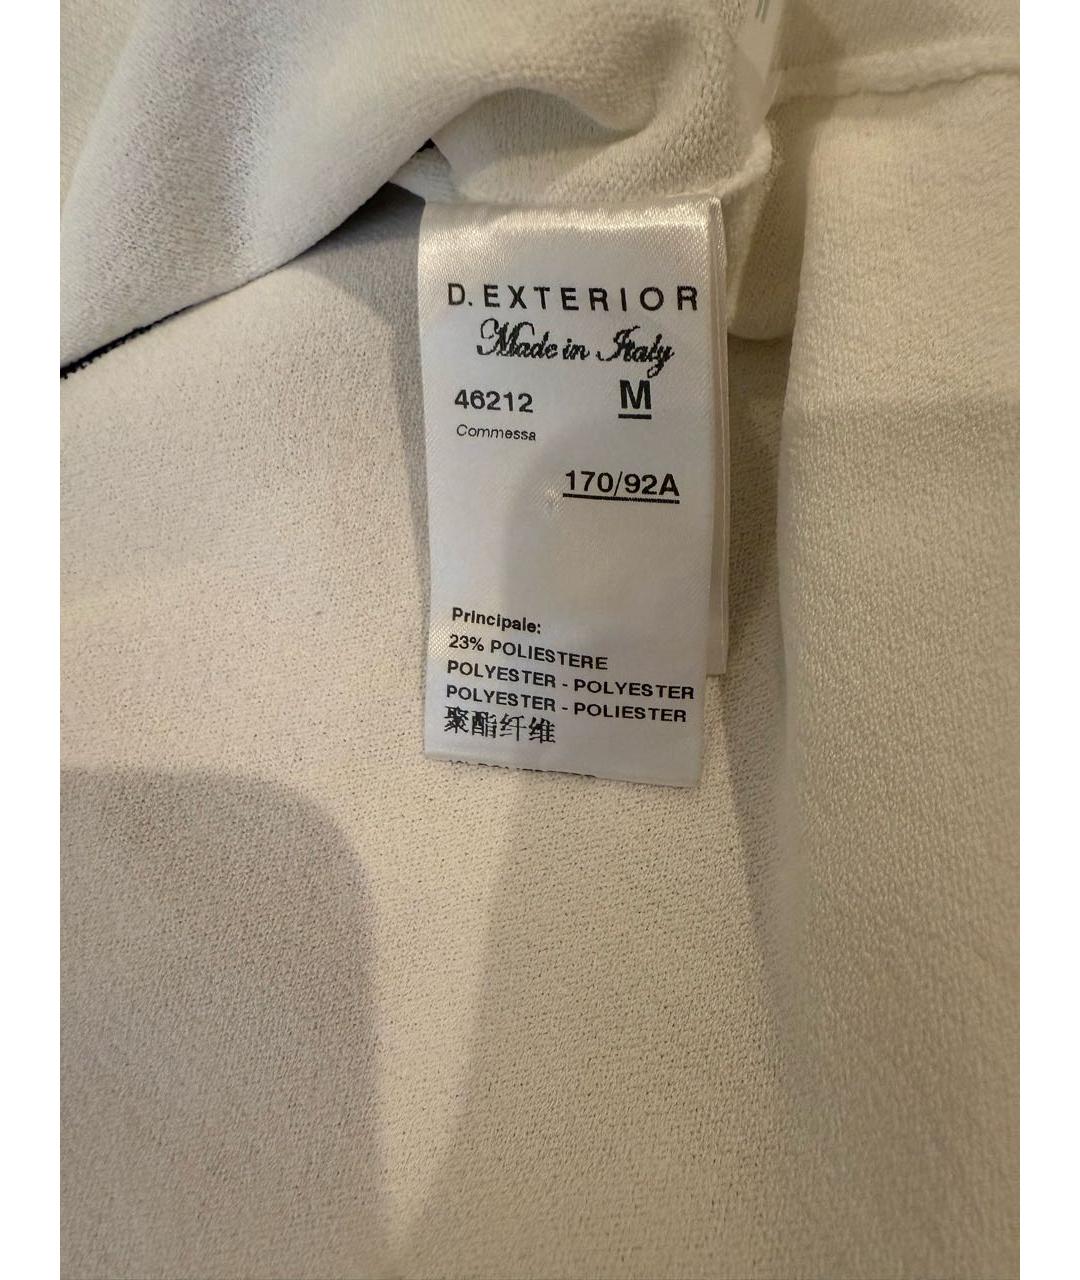 D. EXTERIOR
Made in Italy
46212 M
Commessa
170/92A
Principale:
23% POLIESTERE
POLYESTER - POLYESTER
POLYESTER - POLIESTER
聚酯纤维